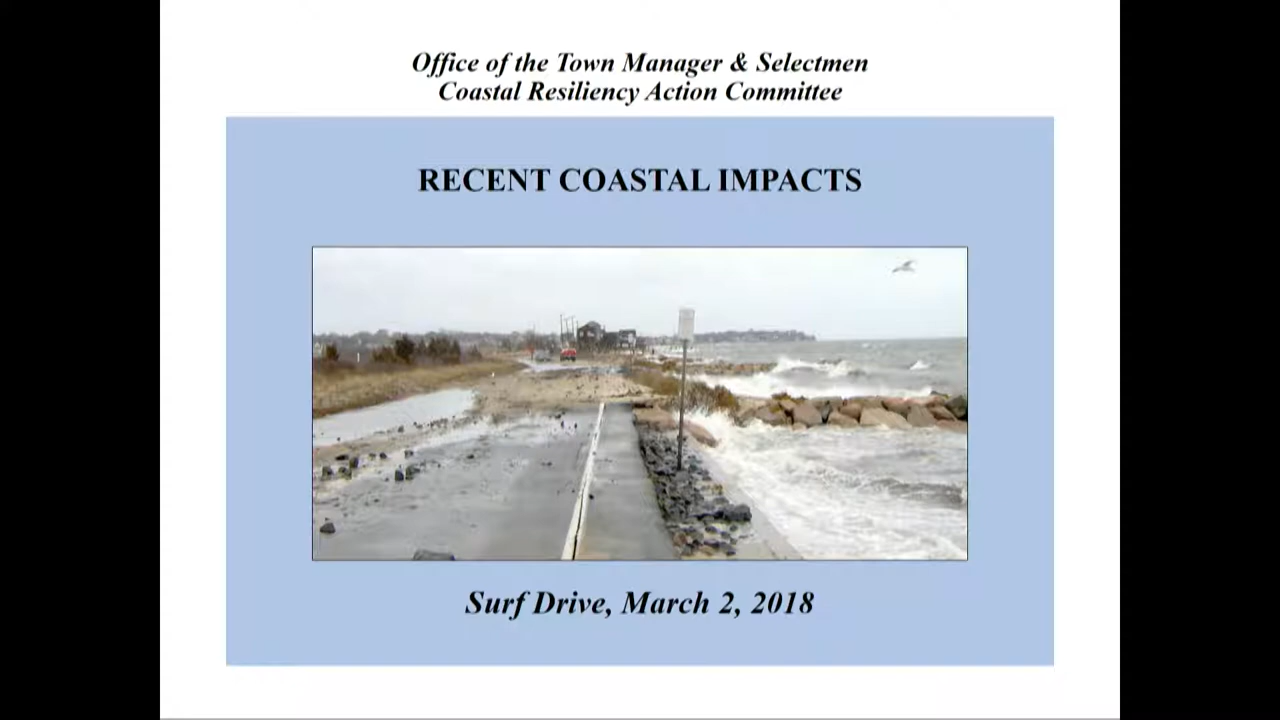 Office of the Town Manager & Selectmen
Coastal Resiliency Action Committee
RECENT COASTAL IMPACTS
Surf Drive, March 2, 2018